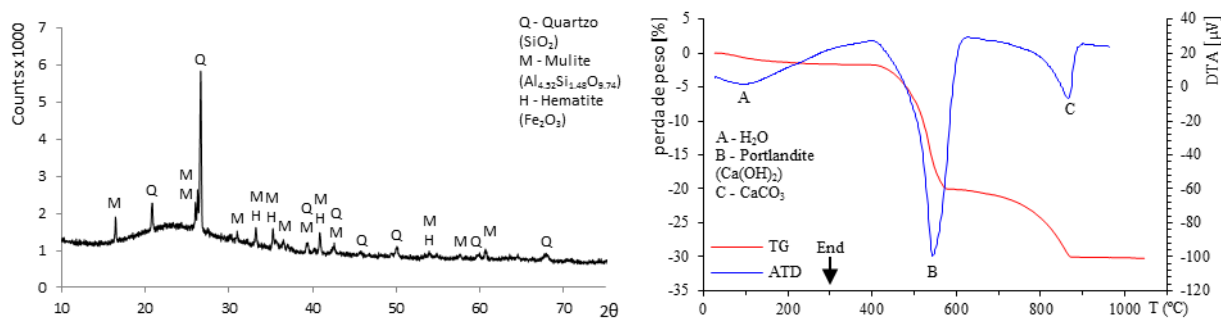 Counts x1000
7
6
5
4
3
2
1
0
10
20
30
40
50
60
70
2θ
Q - Quartzo
(SiO₂)
M - Mulite
(Al₄.₅₂Si₁.₄₈O₉.₇₄)
H - Hematite
(Fe₂O₃)
M
Q
M
M
Q
M
M
H
M
H
M
Q
M
M
H
Q
M
Q
Q
M
H
M
Q
M
Q
perda de peso [%]
5
0
-5
-10
-15
-20
-25
-30
-35
0
200
400
600
800
1000
T (ºC)
DTA [µV]
40
20
0
-20
-40
-60
-80
-100
-120
A
B
C
A - H₂O
B - Portlandite
(Ca(OH)₂)
C - CaCO₃
TG
ATD
End